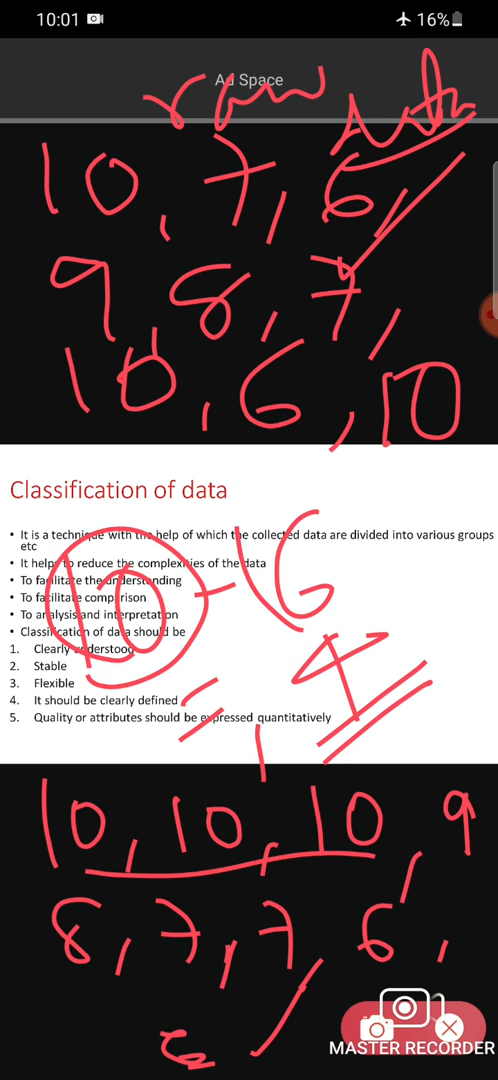 10:01 16%
Ad Space
raw
10, 7, 6,
9 8, 7,
10, 6, 10
Classification of data
• It is a technique with the help of which the collected data are divided into various groups
etc
• It helps to reduce the complexities of the data
• To facilitate the understanding
• To facilitate comparison
• To analysis and interpretation
• Classification of data should be
1. Clearly understood
2. Stable
3. Flexible
4. It should be clearly defined
5. Quality or attributes should be expressed quantitatively
10 - 6
= 4
10, 10, 10, 9
8, 7, 7, 6,
MASTER RECORDER